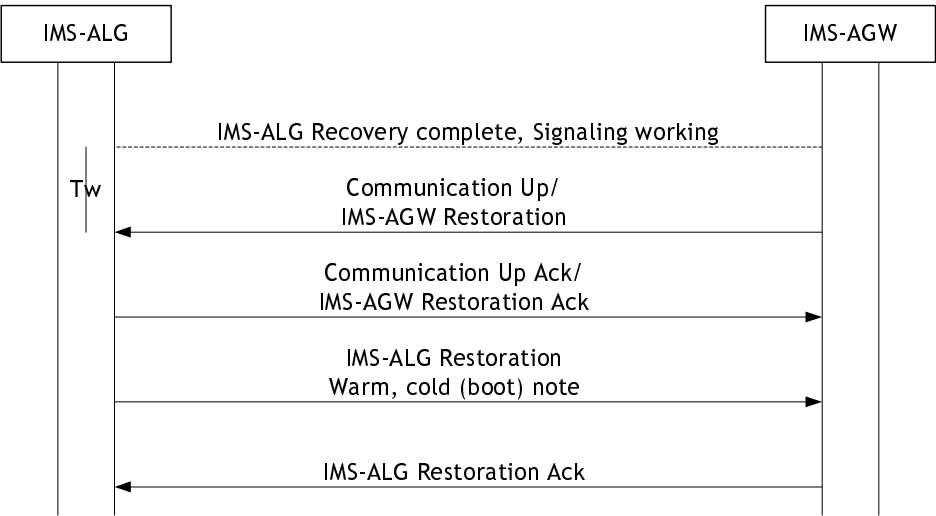 IMS-ALG
IMS-AGW
IMS-ALG Recovery complete, Signaling working
Tw
Communication Up/
IMS-AGW Restoration
Communication Up Ack/
IMS-AGW Restoration Ack
IMS-ALG Restoration
Warm, cold (boot) note
IMS-ALG Restoration Ack